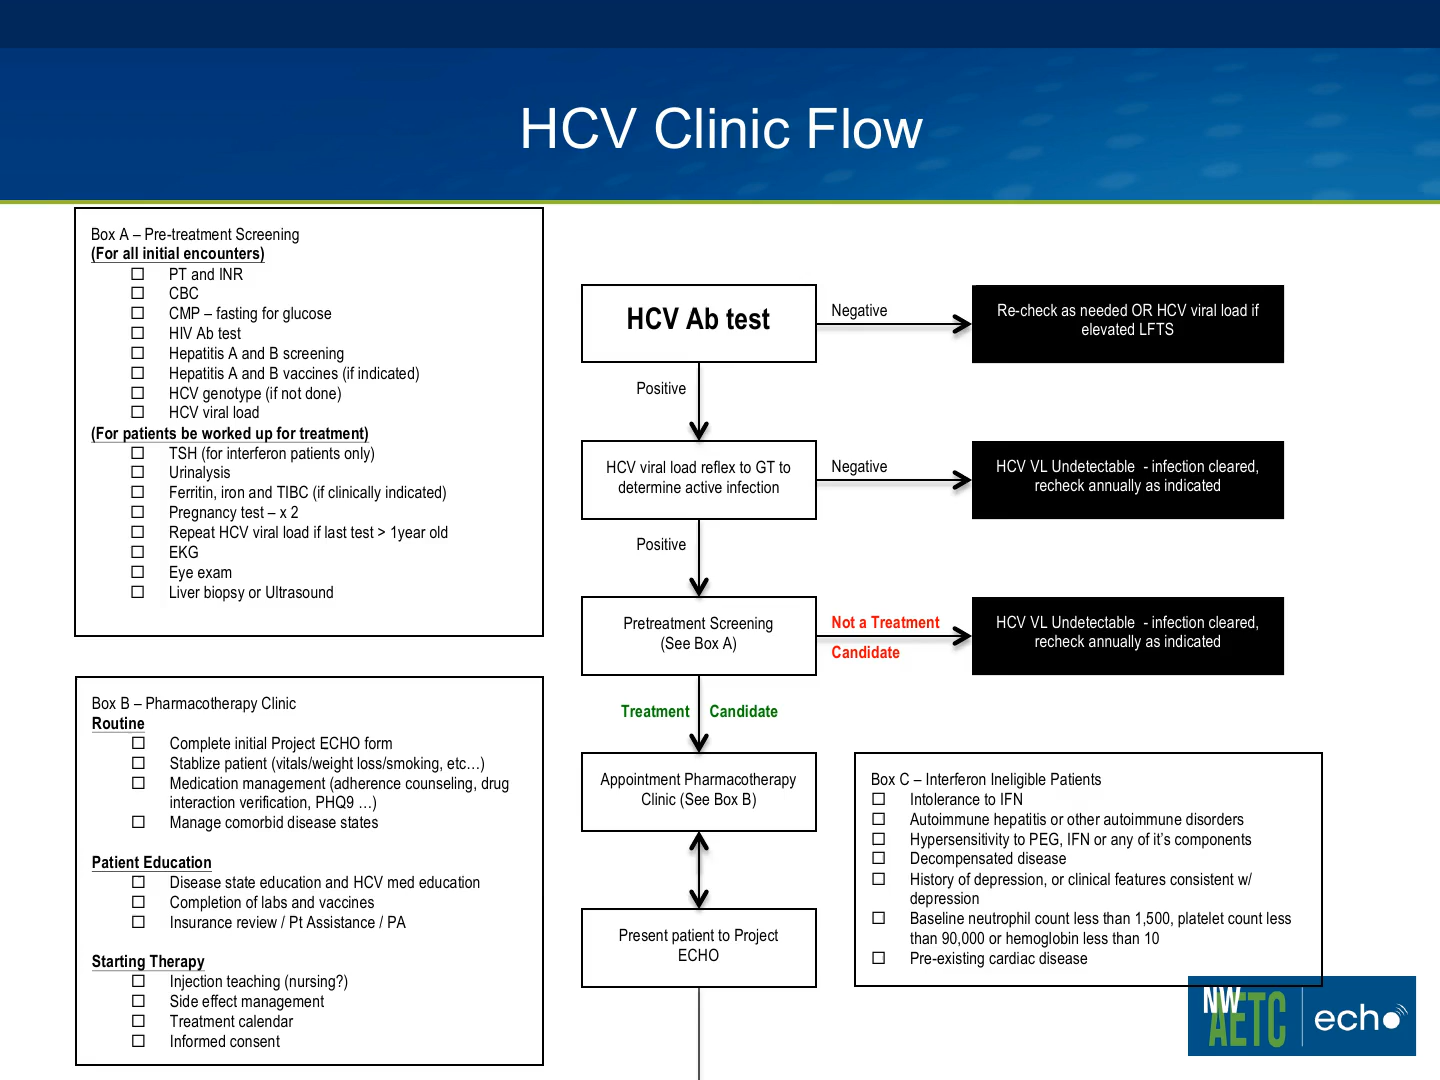 HCV Clinic Flow
Box A – Pre-treatment Screening
(For all initial encounters)
☐ PT and INR
☐ CBC
☐ CMP – fasting for glucose
☐ HIV Ab test
☐ Hepatitis A and B screening
☐ Hepatitis A and B vaccines (if indicated)
☐ HCV genotype (if not done)
☐ HCV viral load
(For patients be worked up for treatment)
☐ TSH (for interferon patients only)
☐ Urinalysis
☐ Ferritin, iron and TIBC (if clinically indicated)
☐ Pregnancy test – x 2
☐ Repeat HCV viral load if last test > 1year old
☐ EKG
☐ Eye exam
☐ Liver biopsy or Ultrasound
Box B – Pharmacotherapy Clinic
Routine
☐ Complete initial Project ECHO form
☐ Stablize patient (vitals/weight loss/smoking, etc…)
☐ Medication management (adherence counseling, drug
interaction verification, PHQ9 …)
☐ Manage comorbid disease states
Patient Education
☐ Disease state education and HCV med education
☐ Completion of labs and vaccines
☐ Insurance review / Pt Assistance / PA
Starting Therapy
☐ Injection teaching (nursing?)
☐ Side effect management
☐ Treatment calendar
☐ Informed consent
HCV Ab test
Negative
Re-check as needed OR HCV viral load if
elevated LFTS
Positive
HCV viral load reflex to GT to
determine active infection
Negative
HCV VL Undetectable - infection cleared,
recheck annually as indicated
Positive
Pretreatment Screening
(See Box A)
Not a Treatment
Candidate
HCV VL Undetectable - infection cleared,
recheck annually as indicated
Treatment Candidate
Appointment Pharmacotherapy
Clinic (See Box B)
Present patient to Project
ECHO
Box C – Interferon Ineligible Patients
☐ Intolerance to IFN
☐ Autoimmune hepatitis or other autoimmune disorders
☐ Hypersensitivity to PEG, IFN or any of it's components
☐ Decompensated disease
☐ History of depression, or clinical features consistent w/
depression
☐ Baseline neutrophil count less than 1,500, platelet count less
than 90,000 or hemoglobin less than 10
☐ Pre-existing cardiac disease
NW
AETC
echo